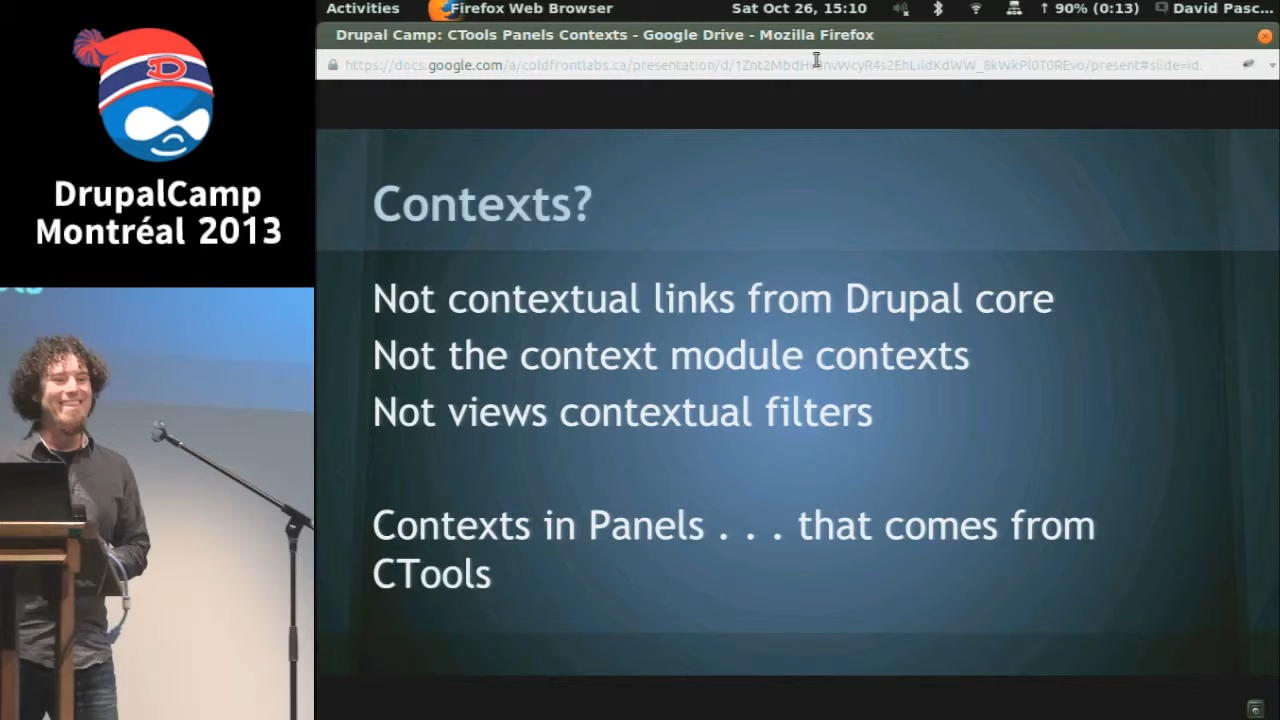 Activities Firefox Web Browser Sat Oct 26, 15:10 90% (0:13) David Pasc...
Drupal Camp: CTools Panels Contexts - Google Drive - Mozilla Firefox
DrupalCamp
Montréal 2013
Contexts?
Not contextual links from Drupal core
Not the context module contexts
Not views contextual filters
Contexts in Panels . . . that comes from
CTools